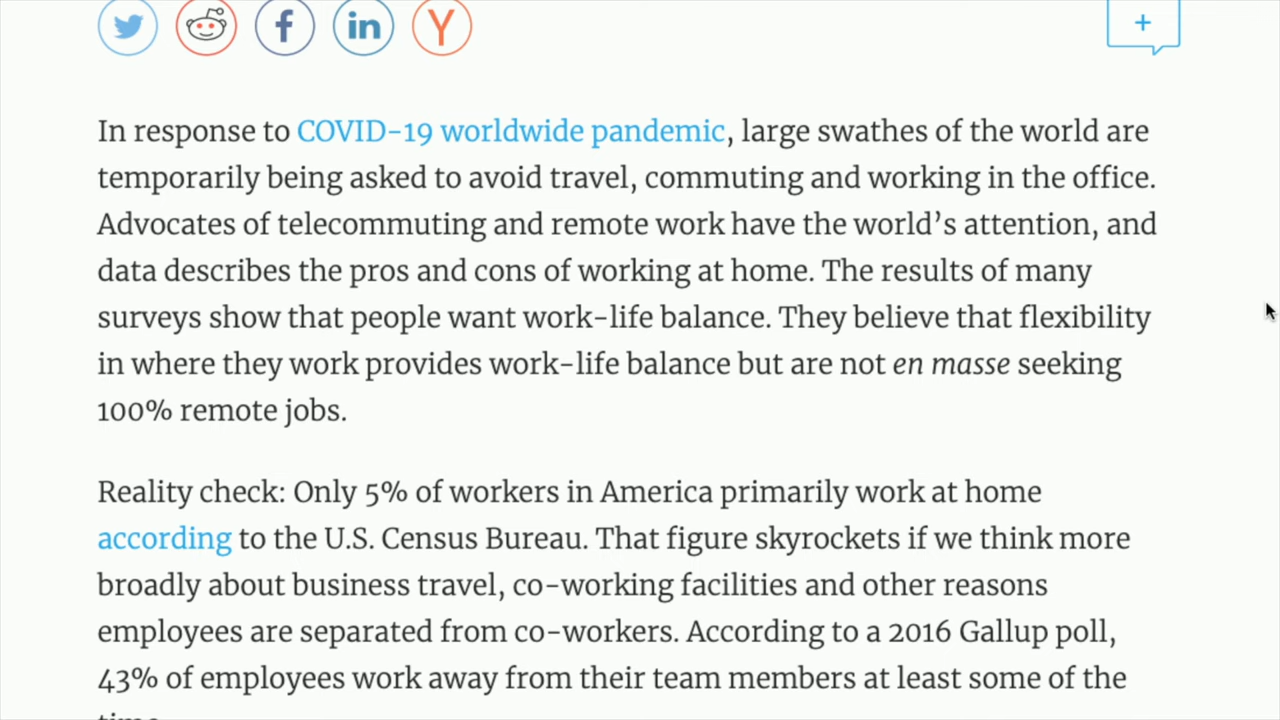 f
in
Y
+
In response to COVID-19 worldwide pandemic, large swathes of the world are
temporarily being asked to avoid travel, commuting and working in the office.
Advocates of telecommuting and remote work have the world’s attention, and
data describes the pros and cons of working at home. The results of many
surveys show that people want work-life balance. They believe that flexibility
in where they work provides work-life balance but are not en masse seeking
100% remote jobs.
Reality check: Only 5% of workers in America primarily work at home
according to the U.S. Census Bureau. That figure skyrockets if we think more
broadly about business travel, co-working facilities and other reasons
employees are separated from co-workers. According to a 2016 Gallup poll,
43% of employees work away from their team members at least some of the